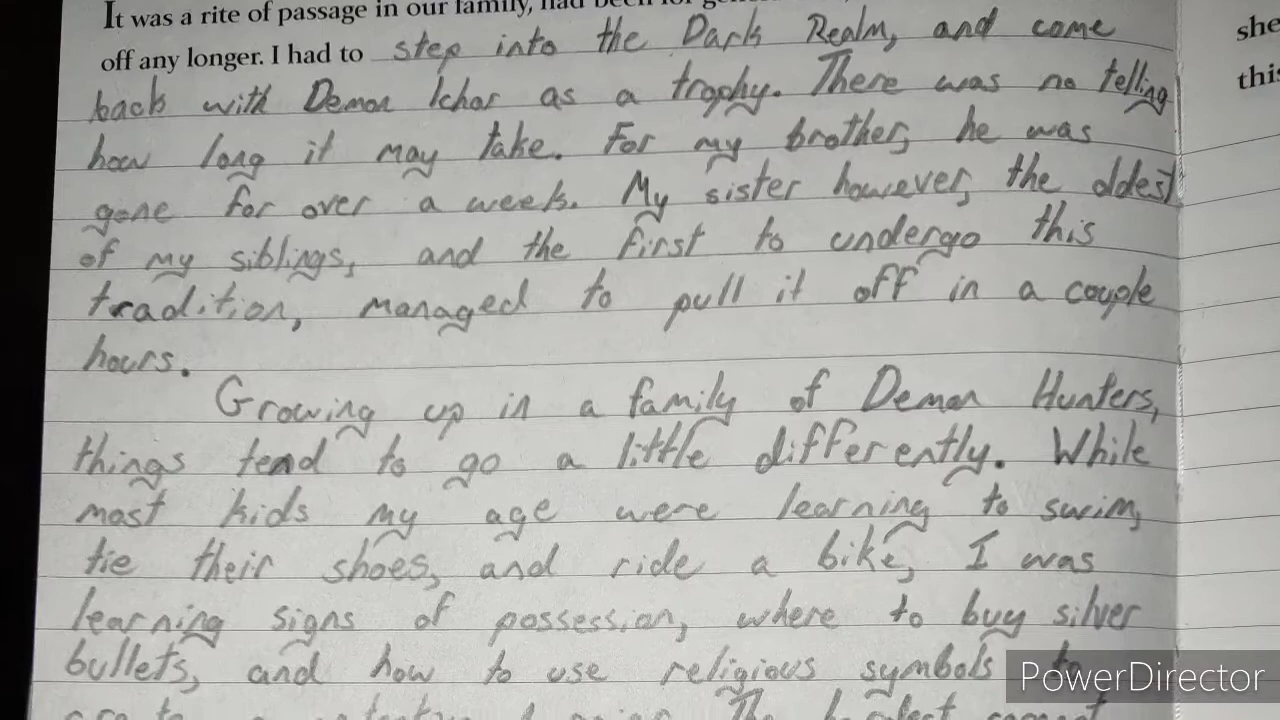 It was a rite of passage in our family, had been for
she
off any longer. I had to step into the Dark Realm, and come
this
back with Demon Ichor as a trophy. There was no telling
how long it may take. For my brother, he was
gone for over a week. My sister however, the oldest
of my siblings, and the first to undergo this
tradition, managed to pull it off in a couple
hours.
Growing up in a family of Demon Hunters,
things tend to go a little differently. While
most kids my age were learning to swim,
tie their shoes, and ride a bike, I was
learning signs of possession, where to buy silver
bullets, and how to use religious symbols to
PowerDirector